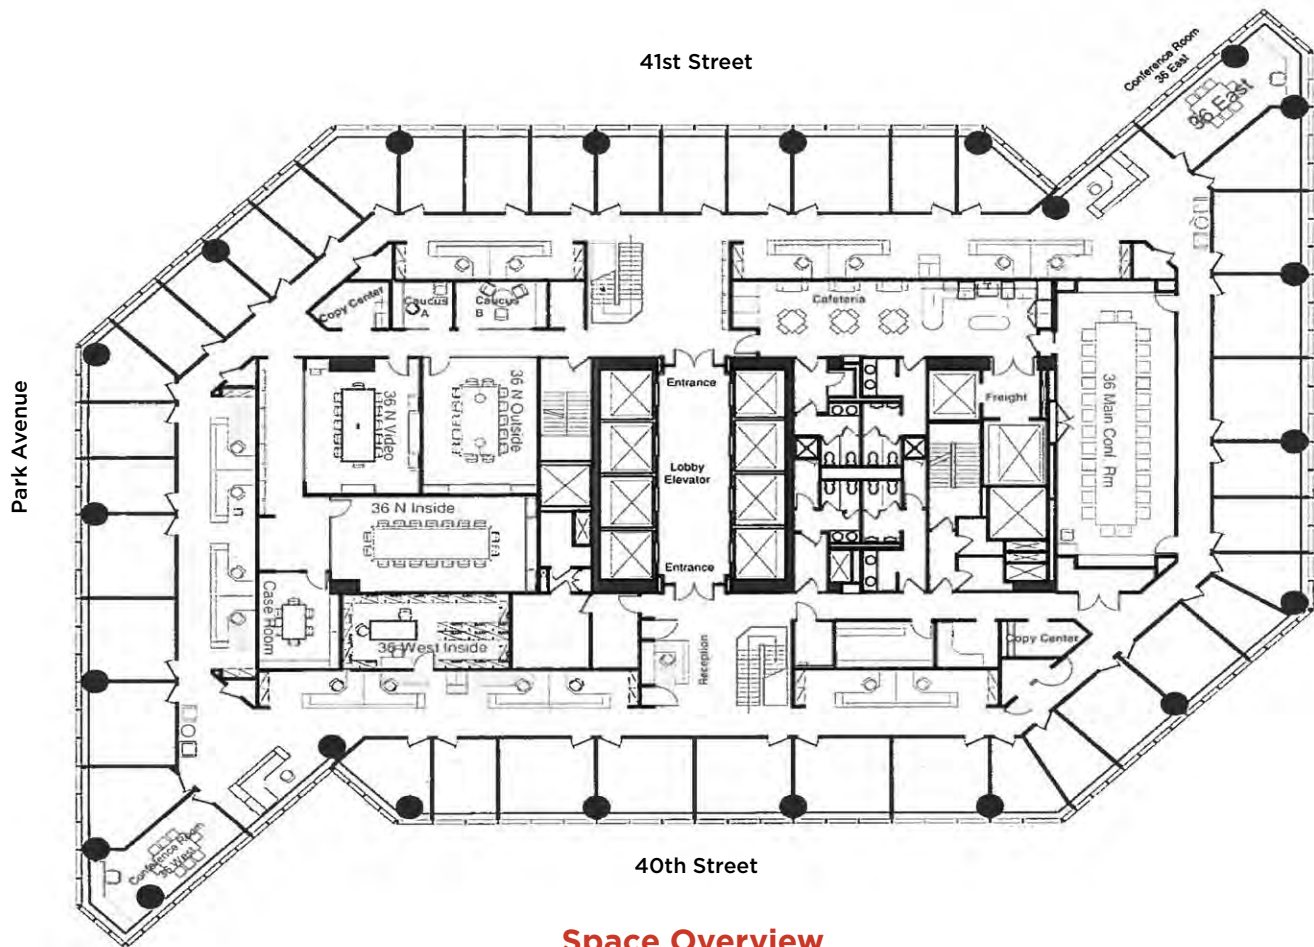 41st Street
Conference Room
36 East
36 East
Copy Center
Caucus
A
Caucus
B
Cafeteria
Park Avenue
Entrance
36 N Video
36 N Outside
Freight
36 Main Conf. Rm
Lobby
Elevator
36 N Inside
Entrance
Case Room
36 West Inside
Reception
Copy Center
Conference Room
36 West
40th Street
Space Overview